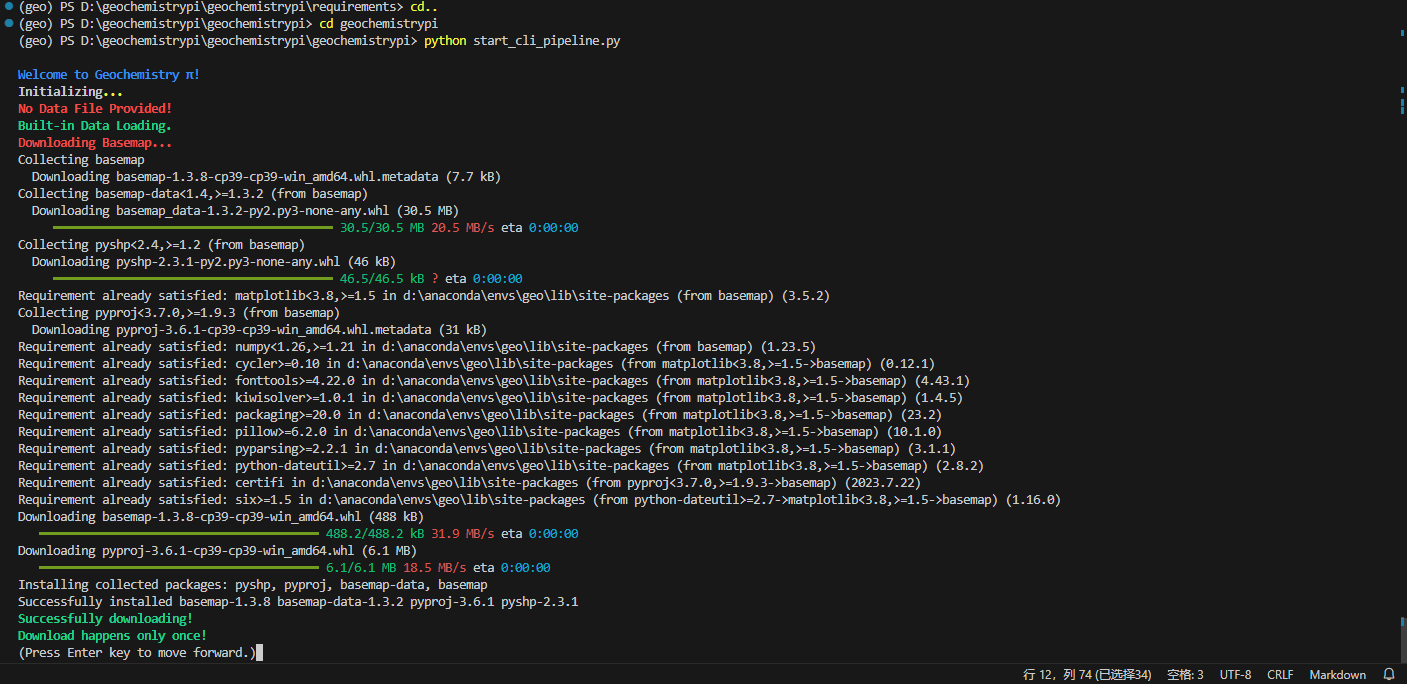 (geo) PS D:\geochemistrypi\geochemistrypi\requirements> cd..
(geo) PS D:\geochemistrypi\geochemistrypi> cd geochemistrypi
(geo) PS D:\geochemistrypi\geochemistrypi\geochemistrypi> python start_cli_pipeline.py
Welcome to Geochemistry π!
Initializing...
No Data File Provided!
Built-in Data Loading.
Downloading Basemap...
Collecting basemap
Downloading basemap-1.3.8-cp39-cp39-win_amd64.whl.metadata (7.7 kB)
Collecting basemap-data<1.4,>=1.3.2 (from basemap)
Downloading basemap_data-1.3.2-py2.py3-none-any.whl (30.5 MB)
30.5/30.5 MB 20.5 MB/s eta 0:00:00
Collecting pyshp<2.4,>=1.2 (from basemap)
Downloading pyshp-2.3.1-py2.py3-none-any.whl (46 kB)
46.5/46.5 kB ? eta 0:00:00
Requirement already satisfied: matplotlib<3.8,>=1.5 in d:\anaconda\envs\geo\lib\site-packages (from basemap) (3.5.2)
Collecting pyproj<3.7.0,>=1.9.3 (from basemap)
Downloading pyproj-3.6.1-cp39-cp39-win_amd64.whl.metadata (31 kB)
Requirement already satisfied: numpy<1.26,>=1.21 in d:\anaconda\envs\geo\lib\site-packages (from basemap) (1.23.5)
Requirement already satisfied: cycler>=0.10 in d:\anaconda\envs\geo\lib\site-packages (from matplotlib<3.8,>=1.5->basemap) (0.12.1)
Requirement already satisfied: fonttools>=4.22.0 in d:\anaconda\envs\geo\lib\site-packages (from matplotlib<3.8,>=1.5->basemap) (4.43.1)
Requirement already satisfied: kiwisolver>=1.0.1 in d:\anaconda\envs\geo\lib\site-packages (from matplotlib<3.8,>=1.5->basemap) (1.4.5)
Requirement already satisfied: packaging>=20.0 in d:\anaconda\envs\geo\lib\site-packages (from matplotlib<3.8,>=1.5->basemap) (23.2)
Requirement already satisfied: pillow>=6.2.0 in d:\anaconda\envs\geo\lib\site-packages (from matplotlib<3.8,>=1.5->basemap) (10.1.0)
Requirement already satisfied: pyparsing>=2.2.1 in d:\anaconda\envs\geo\lib\site-packages (from matplotlib<3.8,>=1.5->basemap) (3.1.1)
Requirement already satisfied: python-dateutil>=2.7 in d:\anaconda\envs\geo\lib\site-packages (from matplotlib<3.8,>=1.5->basemap) (2.8.2)
Requirement already satisfied: certifi in d:\anaconda\envs\geo\lib\site-packages (from pyproj<3.7.0,>=1.9.3->basemap) (2023.7.22)
Requirement already satisfied: six>=1.5 in d:\anaconda\envs\geo\lib\site-packages (from python-dateutil>=2.7->matplotlib<3.8,>=1.5->basemap) (1.16.0)
Downloading basemap-1.3.8-cp39-cp39-win_amd64.whl (488 kB)
488.2/488.2 kB 31.9 MB/s eta 0:00:00
Downloading pyproj-3.6.1-cp39-cp39-win_amd64.whl (6.1 MB)
6.1/6.1 MB 18.5 MB/s eta 0:00:00
Installing collected packages: pyshp, pyproj, basemap-data, basemap
Successfully installed basemap-1.3.8 basemap-data-1.3.2 pyproj-3.6.1 pyshp-2.3.1
Successfully downloading!
Download happens only once!
(Press Enter key to move forward.)
行 12，列 74 (已选择34) 空格: 3 UTF-8 CRLF Markdown